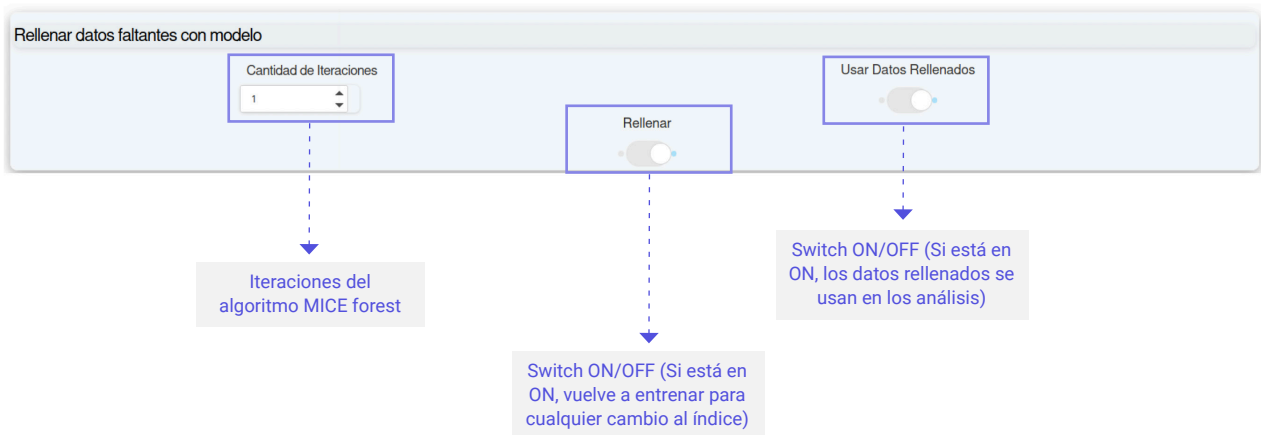 Rellenar datos faltantes con modelo
Cantidad de Iteraciones
1
Usar Datos Rellenados
Rellenar
Iteraciones del
algoritmo MICE forest
Switch ON/OFF (Si está en
ON, los datos rellenados se
usan en los análisis)
Switch ON/OFF (Si está en
ON, vuelve a entrenar para
cualquier cambio al índice)